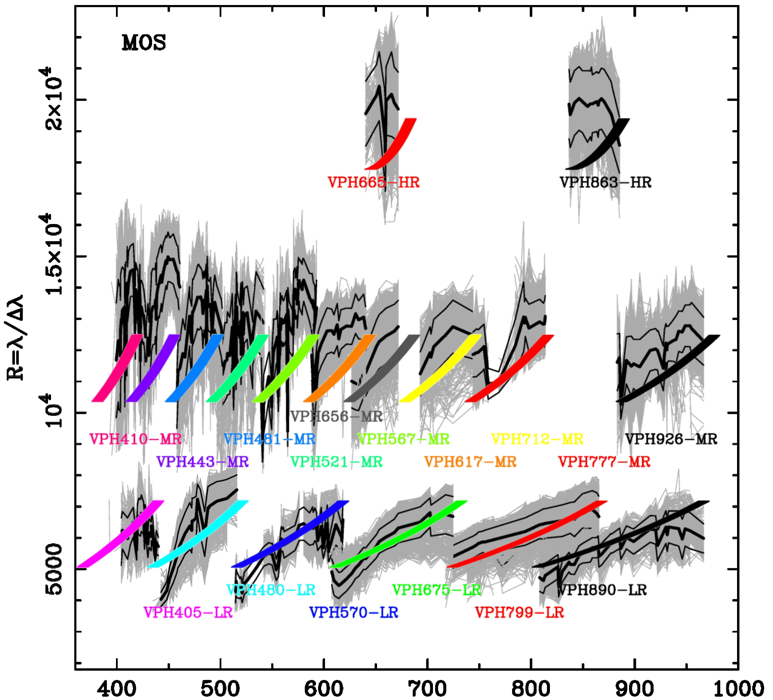 MOS
2×10⁴
VPH665-HR VPH863-HR
1.5×10⁴
R=λ/Δλ
10⁴
VPH656-MR
VPH410-MR VPH481-MR VPH567-MR VPH712-MR VPH926-MR
VPH443-MR VPH521-MR VPH617-MR VPH777-MR
5000
VPH480-LR VPH675-LR VPH890-LR
VPH405-LR VPH570-LR VPH799-LR
400 500 600 700 800 900 1000